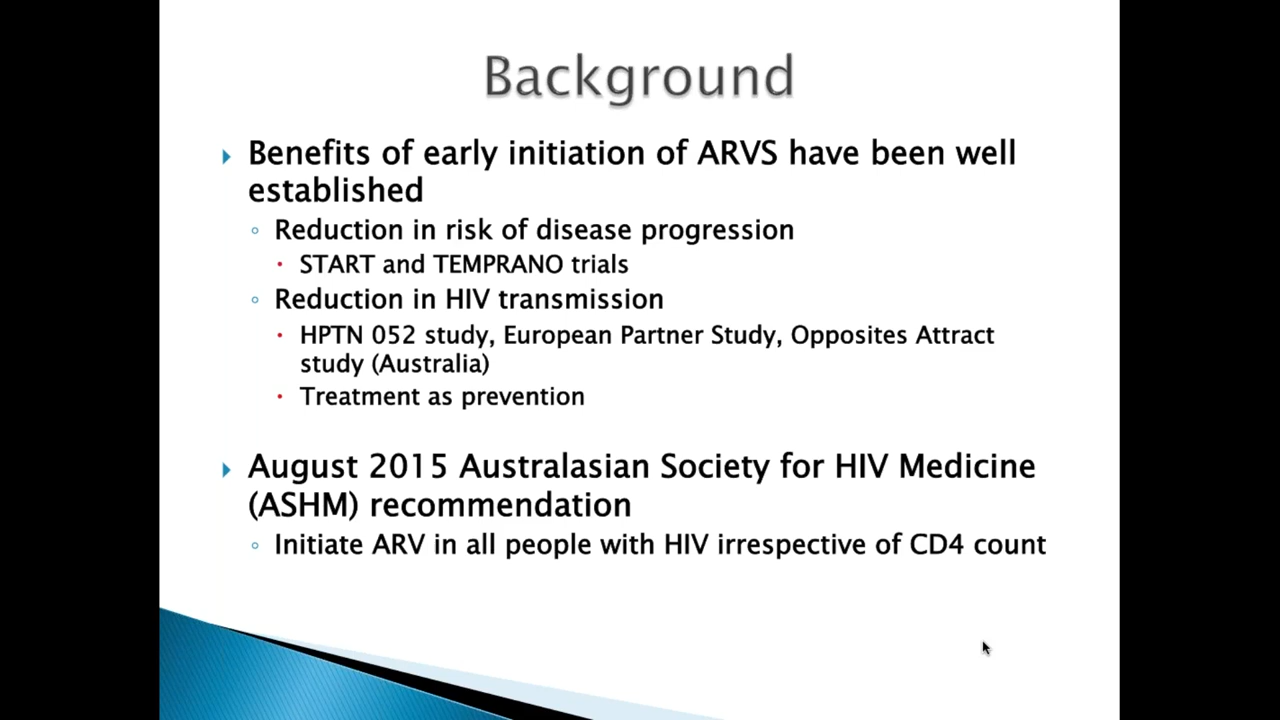 Background
Benefits of early initiation of ARVS have been well
established
Reduction in risk of disease progression
START and TEMPRANO trials
Reduction in HIV transmission
HPTN 052 study, European Partner Study, Opposites Attract
study (Australia)
Treatment as prevention
August 2015 Australasian Society for HIV Medicine
(ASHM) recommendation
Initiate ARV in all people with HIV irrespective of CD4 count